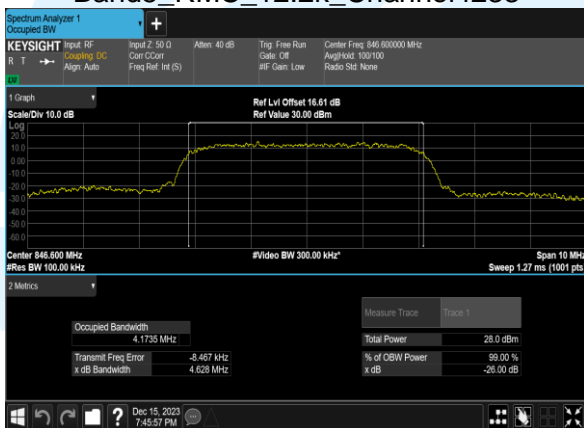 Spectrum Analyzer 1
Occupied BW
+
KEYSIGHT
R T
Input: RF
Coupling: DC
Align: Auto
Input Z: 50 Ω
Corr CCorr
Freq Ref: Int (S)
Atten: 40 dB
Trig: Free Run
Gate: Off
#IF Gain: Low
Center Freq: 846.600000 MHz
Avg|Hold: 100/100
Radio Std: None
1 Graph
Scale/Div 10.0 dB
Ref Lvl Offset 16.61 dB
Ref Value 30.00 dBm
Log
20.0
10.0
0.00
-10.0
-20.0
-30.0
-40.0
-50.0
-60.0
Center 846.600 MHz
#Video BW 300.00 kHz*
Span 10 MHz
#Res BW 100.00 kHz
Sweep 1.27 ms (1001 pts)
2 Metrics
Measure Trace
Trace 1
Occupied Bandwidth
4.1735 MHz
Total Power
28.0 dBm
Transmit Freq Error
-8.467 kHz
% of OBW Power
99.00 %
x dB Bandwidth
4.628 MHz
x dB
-26.00 dB
?
Dec 15, 2023
7:45:57 PM